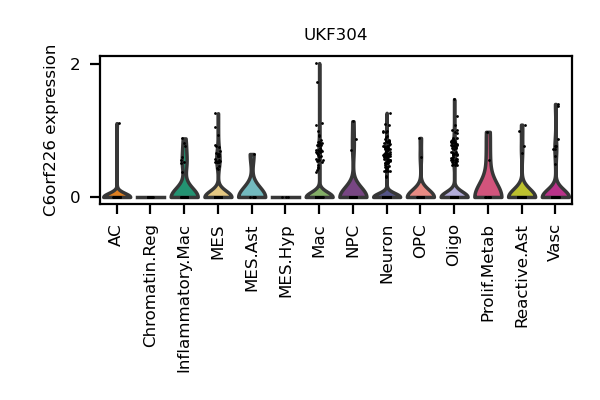 UKF304
C6orf226 expression
2
0
AC
Chromatin.Reg
Inflammatory.Mac
MES
MES.Ast
MES.Hyp
Mac
NPC
Neuron
OPC
Oligo
Prolif.Metab
Reactive.Ast
Vasc